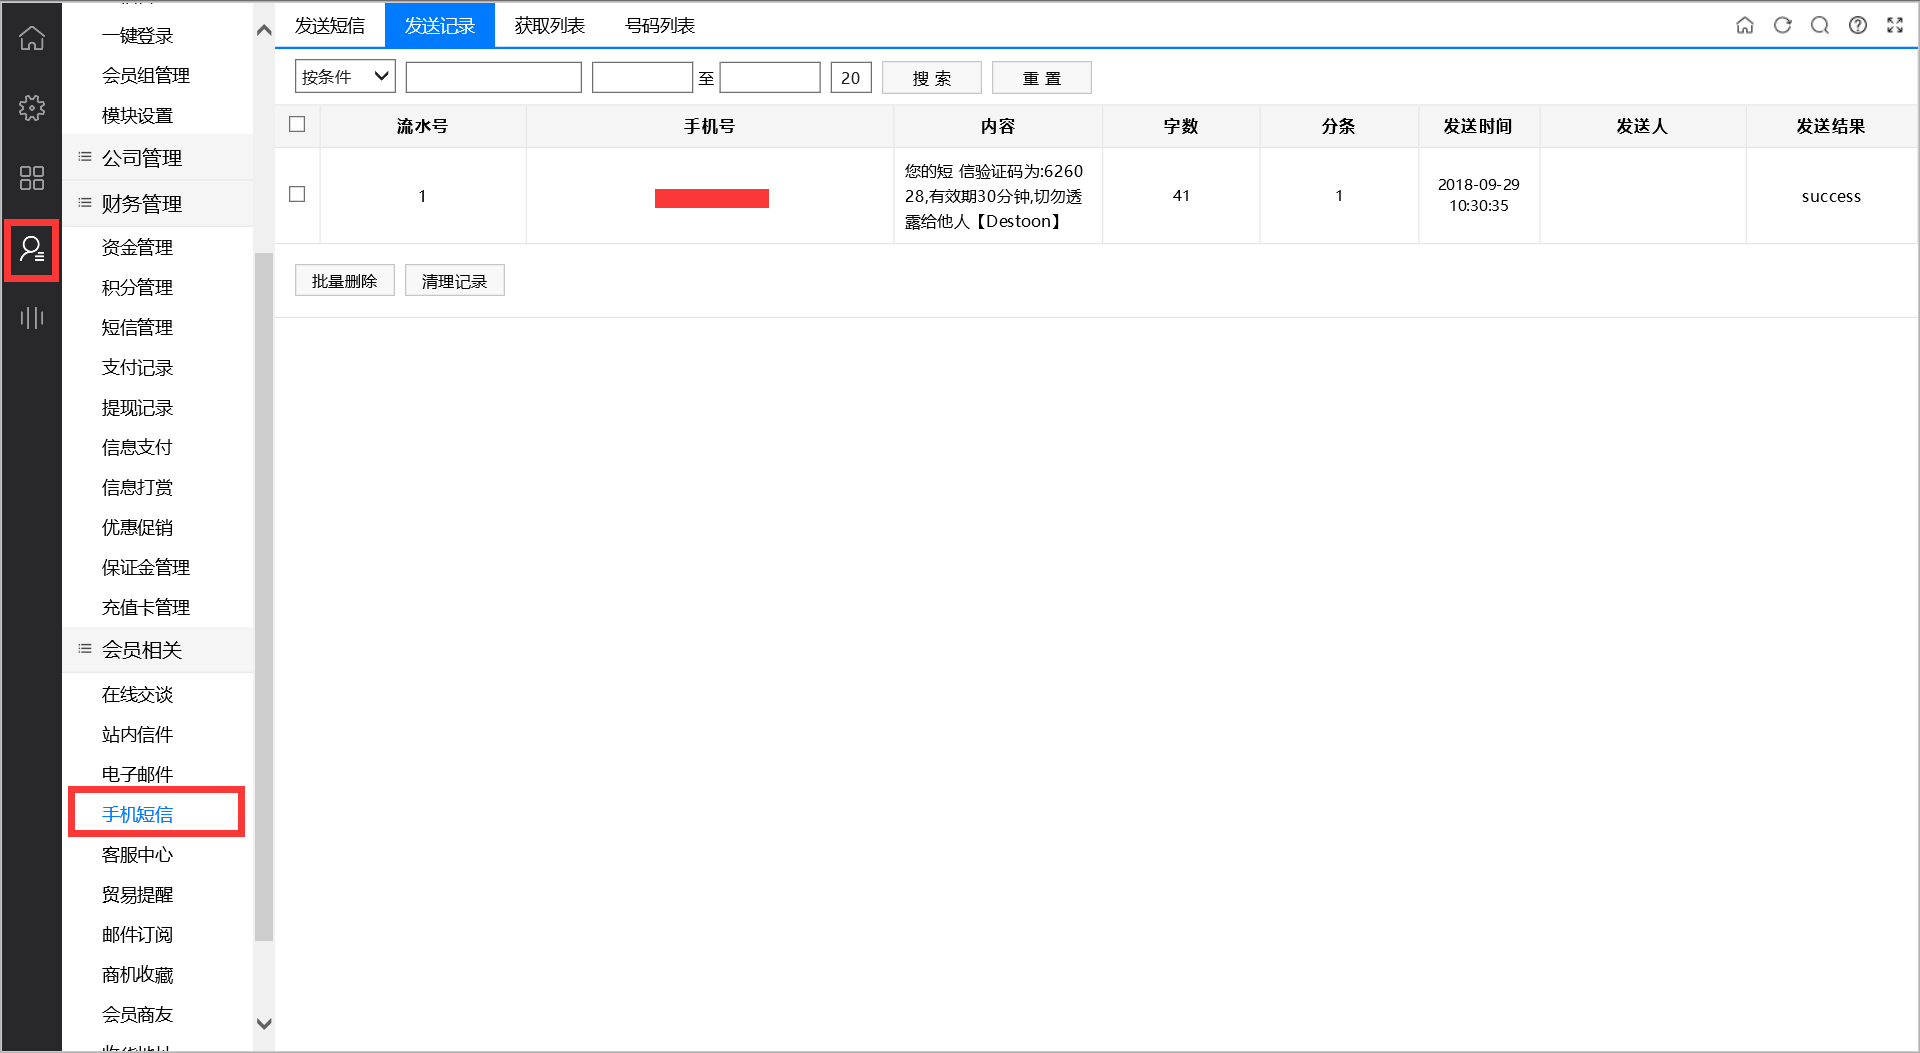 一键登录
会员组管理
模块设置
公司管理
财务管理
资金管理
积分管理
短信管理
支付记录
提现记录
信息支付
信息打赏
优惠促销
保证金管理
充值卡管理
会员相关
在线交谈
站内信件
电子邮件
手机短信
客服中心
贸易提醒
邮件订阅
商机收藏
会员商友
发送短信 发送记录 获取列表 号码列表
按条件 至 20 搜 索 重 置
流水号 手机号 内容 字数 分条 发送时间 发送人 发送结果
1 您的短 信验证码为:6260
28,有效期30分钟,切勿透
露给他人【Destoon】 41 1 2018-09-29
10:30:35 success
批量删除 清理记录